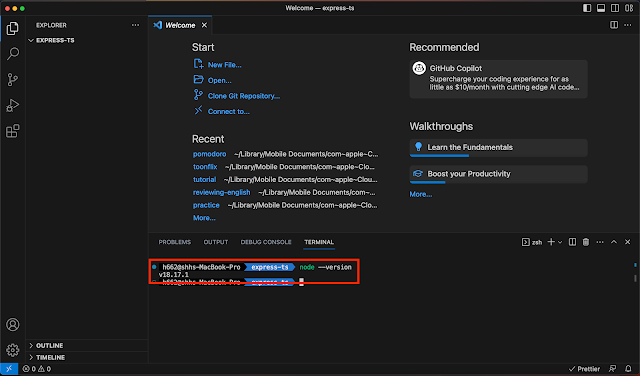 Welcome — express-ts
EXPLORER
EXPRESS-TS
Welcome
Start
New File...
Open...
Clone Git Repository...
Connect to...
Recent
pomodoro ~/Library/Mobile Documents/com~apple~C...
toonflix ~/Library/Mobile Documents/com~apple~Clo...
tutorial ~/Library/Mobile Documents/com~apple~Clou...
reviewing-english ~/Library/Mobile Documents/com~...
practice ~/Library/Mobile Documents/com~apple~Clo...
More...
Recommended
GitHub Copilot
Supercharge your coding experience for as
little as $10/month with cutting edge AI code...
Walkthroughs
Learn the Fundamentals
Boost your Productivity
More...
PROBLEMS OUTPUT DEBUG CONSOLE TERMINAL
zsh
h662@shhs-MacBook-Pro express-ts node --version
v18.17.1
h662@shhs-MacBook-Pro express-ts
OUTLINE
TIMELINE
0 0
Prettier